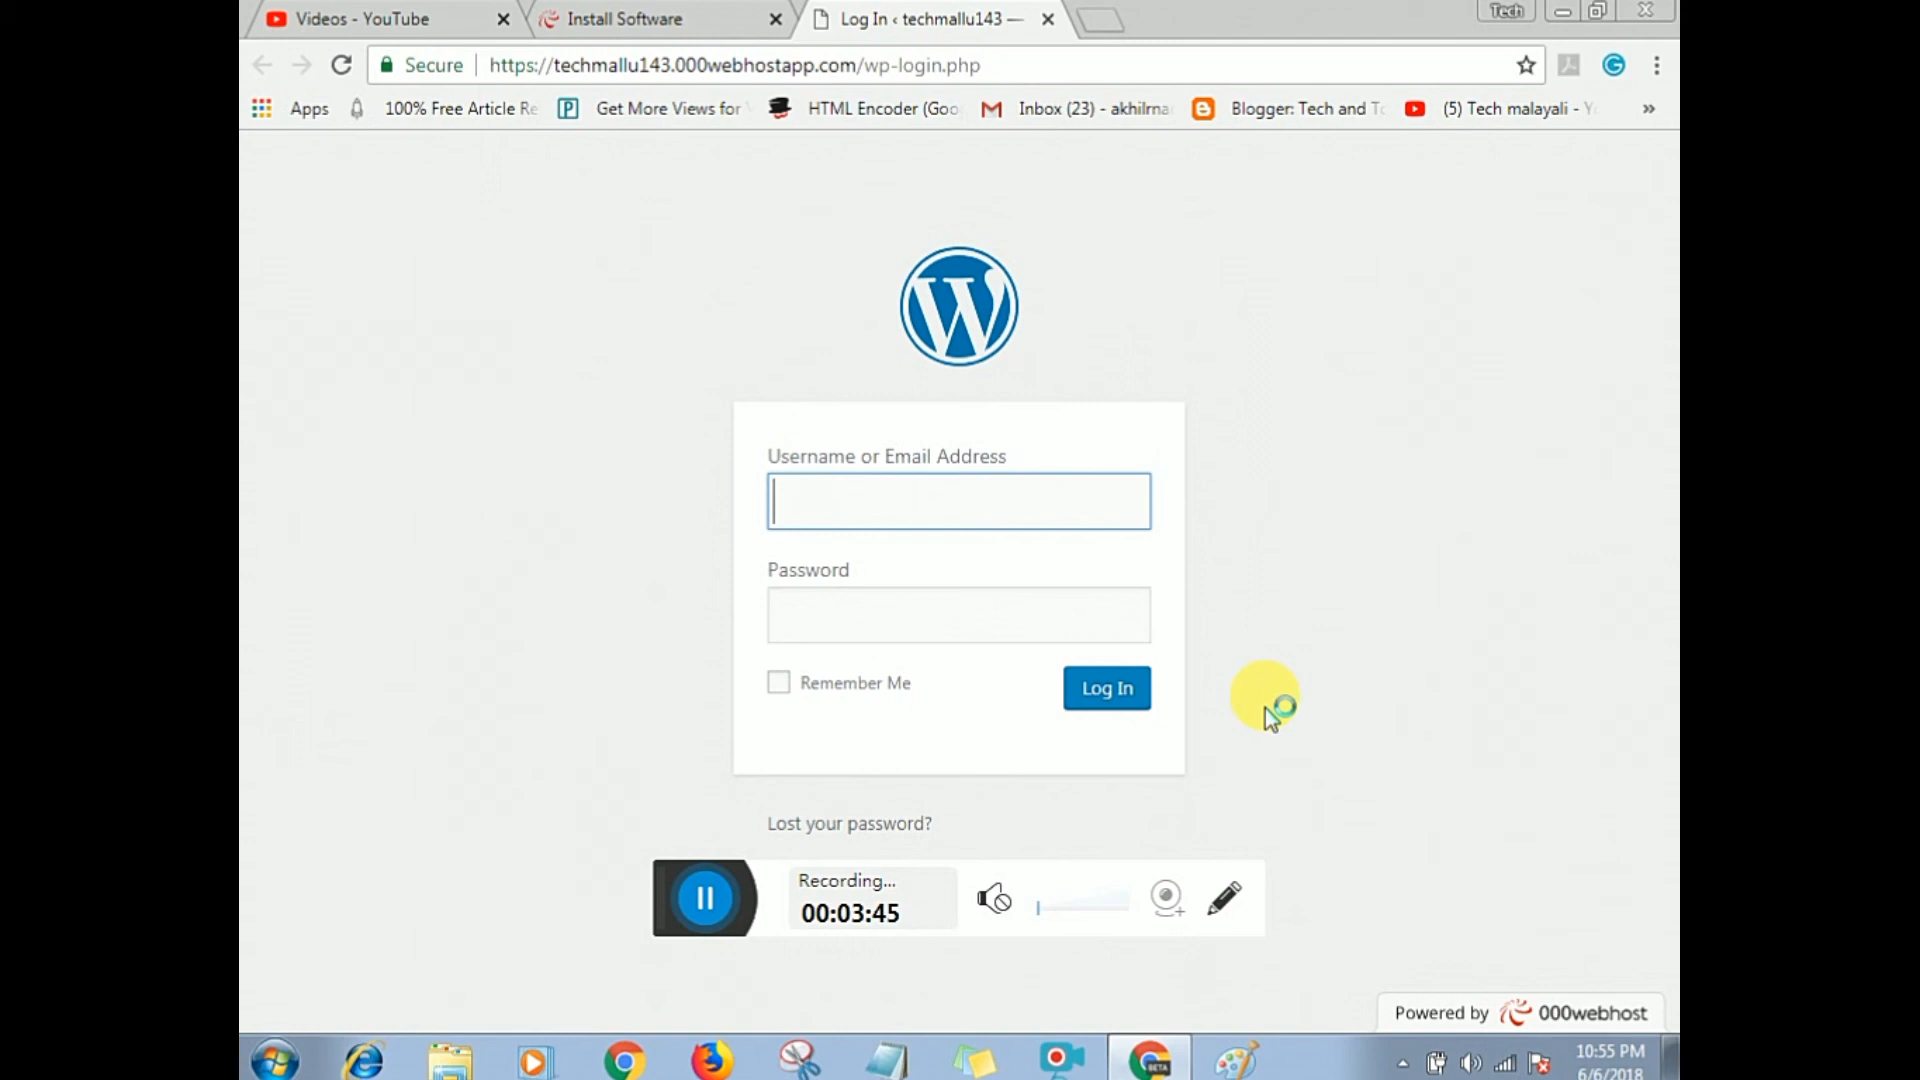 Videos - YouTube
Install Software
Log In ‹ techmallu143 —
Tech
Secure
https://techmallu143.000webhostapp.com/wp-login.php
Apps
100% Free Article Re
Get More Views for
HTML Encoder (Goo
Inbox (23) - akhilrna
Blogger: Tech and To
(5) Tech malayali - Y
»
Username or Email Address
Password
Remember Me
Log In
Lost your password?
Recording...
00:03:45
Powered by 000webhost
BETA
10:55 PM
6/6/2018